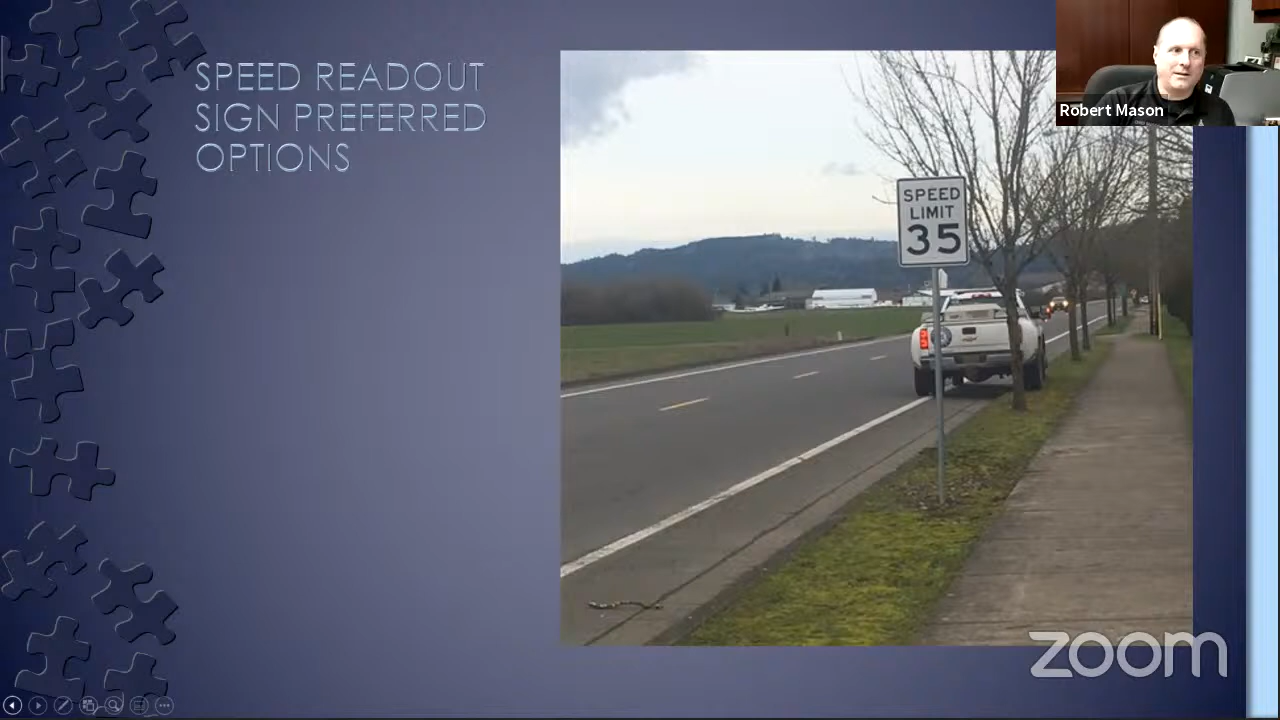 SPEED READOUT
SIGN PREFERRED
OPTIONS
SPEED
LIMIT
35
Robert Mason
zoom